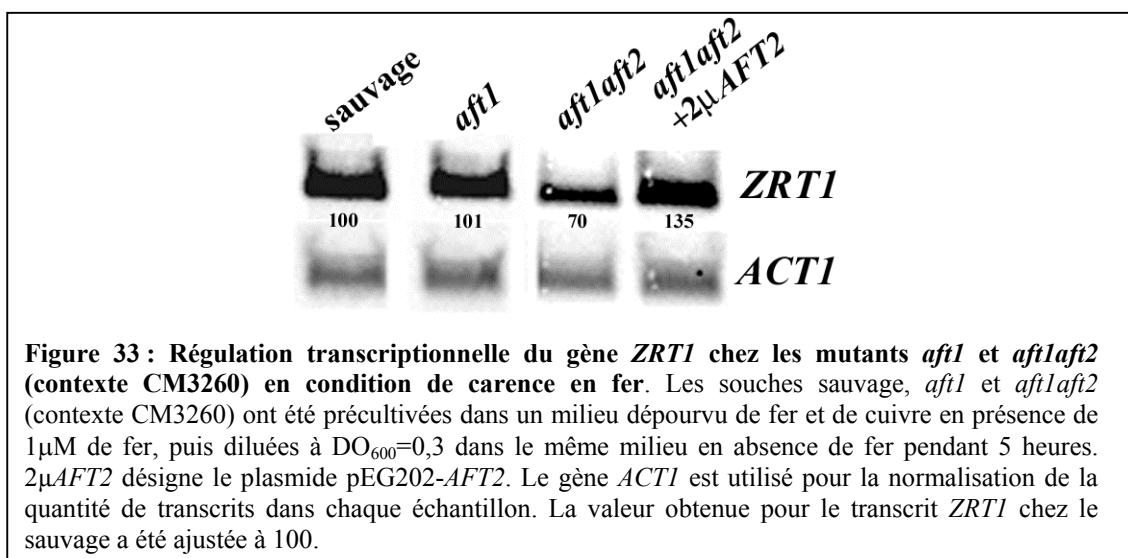 sauvage
aft1
aft1aft2
aft1aft2
+2µAFT2
ZRT1
100 101 70 135
ACT1
Figure 33 : Régulation transcriptionnelle du gène ZRT1 chez les mutants aft1 et aft1aft2
(contexte CM3260) en condition de carence en fer. Les souches sauvage, aft1 et aft1aft2
(contexte CM3260) ont été précultivées dans un milieu dépourvu de fer et de cuivre en présence de
1µM de fer, puis diluées à DO600=0,3 dans le même milieu en absence de fer pendant 5 heures.
2µAFT2 désigne le plasmide pEG202-AFT2. Le gène ACT1 est utilisé pour la normalisation de la
quantité de transcrits dans chaque échantillon. La valeur obtenue pour le transcrit ZRT1 chez le
sauvage a été ajustée à 100.